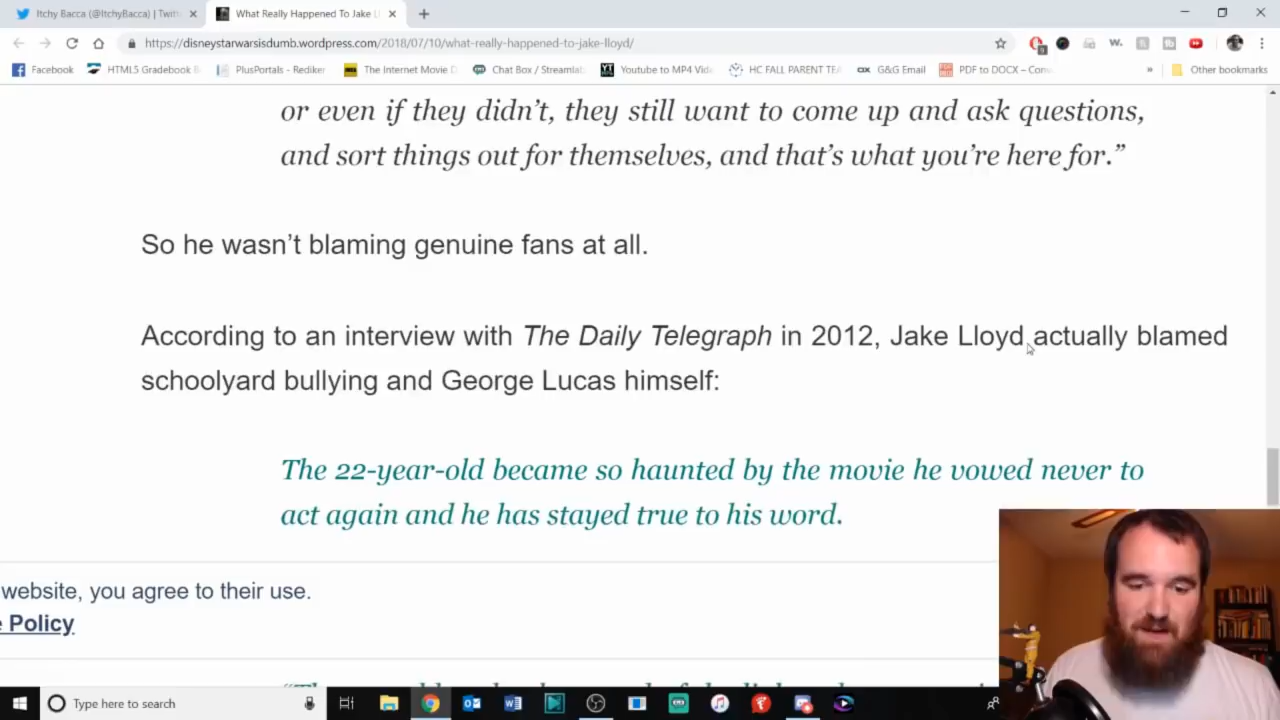 Itchy Bacca (@ItchyBacca) | Twitt
What Really Happened To Jake L
https://disneystarwarsisdumb.wordpress.com/2018/07/10/what-really-happened-to-jake-lloyd/
Facebook
HTML5 Gradebook
PlusPortals - Rediker
The Internet Movie D
Chat Box / Streamlab
Youtube to MP4 Vide
HC FALL PARENT TEA
G&G Email
PDF to DOCX – Conv
Other bookmarks
or even if they didn't, they still want to come up and ask questions,
and sort things out for themselves, and that's what you're here for.”
So he wasn't blaming genuine fans at all.
According to an interview with The Daily Telegraph in 2012, Jake Lloyd actually blamed
schoolyard bullying and George Lucas himself:
The 22-year-old became so haunted by the movie he vowed never to
act again and he has stayed true to his word.
website, you agree to their use.
Policy
Type here to search